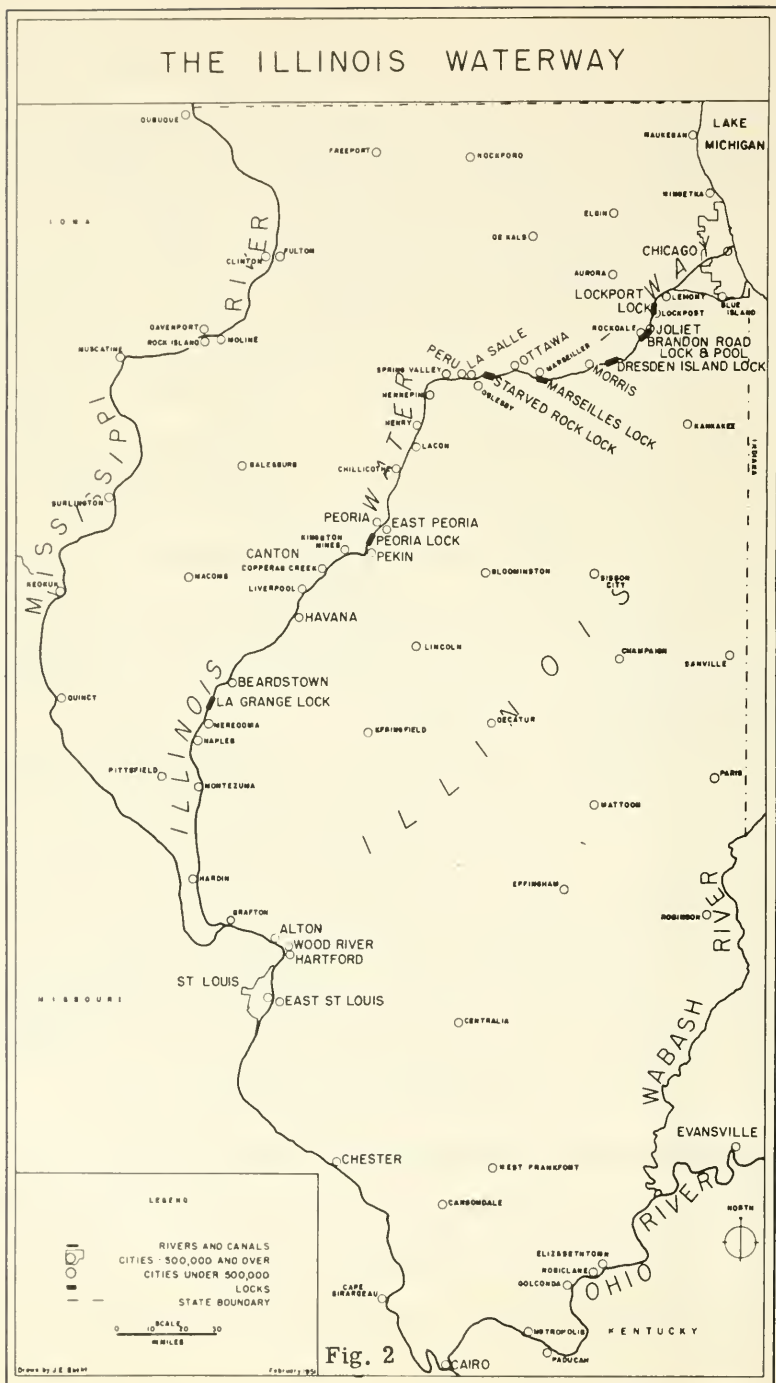 THE ILLINOIS WATERWAY
DUBUQUE
FREEPORT
ROCKFORD
WAUKEGAN
LAKE
MICHIGAN
WINNETKA
IOWA
ELGIN
DE KALB
CLINTON
FULTON
CHICAGO
AURORA
LOCKPORT
LOCK
LEMONT
BLUE
ISLAND
LOCKPORT
DAVENPORT
ROCK ISLAND
MOLINE
ROCKDALE
JOLIET
BRANDON ROAD
LOCK & POOL
DRESDEN ISLAND LOCK
MUSCATINE
PERU
LA SALLE
OTTAWA
MARSEILLES
MORRIS
SPRING VALLEY
OGLESBY
STARVED ROCK LOCK
MARSEILLES LOCK
HENNEPIN
HENRY
LACON
KANKAKEE
INDIANA
GALESBURG
CHILLICOTHE
BURLINGTON
PEORIA
EAST PEORIA
PEORIA LOCK
PEKIN
KINGSTON
MINES
CANTON
COPPERAS CREEK
LIVERPOOL
MACOMB
KEOKUK
BLOOMINGTON
GIBSON
CITY
HAVANA
LINCOLN
CHAMPAIGN
DANVILLE
BEARDSTOWN
LA GRANGE LOCK
QUINCY
MEREDOSIA
NAPLES
SPRINGFIELD
DECATUR
PITTSFIELD
MONTEZUMA
PARIS
MATTOON
HARDIN
EFFINGHAM
GRAFTON
ROBINSON
ALTON
WOOD RIVER
HARTFORD
ST LOUIS
EAST ST LOUIS
MISSOURI
CENTRALIA
MISSISSIPPI RIVER
ILLINOIS WATERWAY
ILLINOIS
WABASH RIVER
EVANSVILLE
CHESTER
WEST FRANKFORT
CARBONDALE
OHIO RIVER
NORTH
ELIZABETHTOWN
ROSICLARE
GOLCONDA
CAPE
GIRARDEAU
METROPOLIS
KENTUCKY
PADUCAH
CAIRO
LEGEND
RIVERS AND CANALS
CITIES - 500,000 AND OVER
CITIES UNDER 500,000
LOCKS
STATE BOUNDARY
SCALE
0 10 20 30
IN MILES
Drawn by J.E.
February
Fig. 2